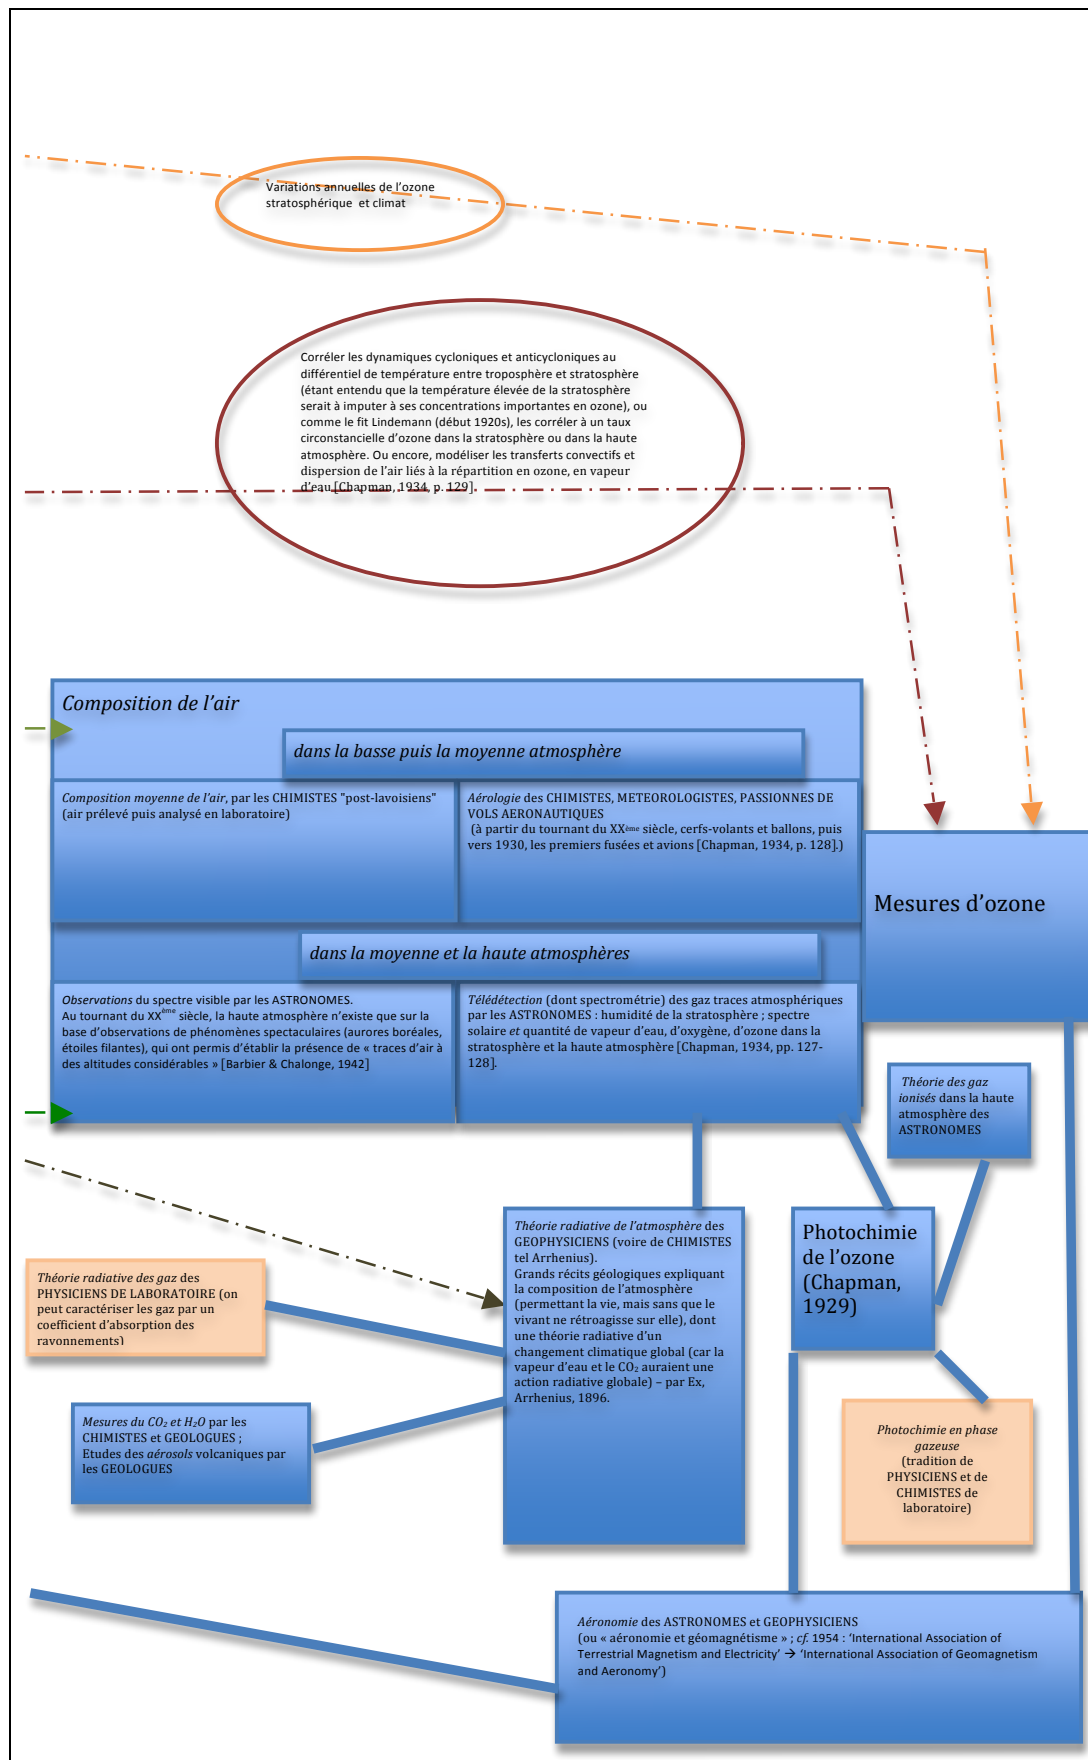 Variations annuelles de l’ozone
stratosphérique et climat
Corréler les dynamiques cycloniques et anticycloniques au
différentiel de température entre troposphère et stratosphère
(étant entendu que la température élevée de la stratosphère
serait à imputer à ses concentrations importantes en ozone), ou
comme le fit Lindemann (début 1920s), les corréler à un taux
circonstancielle d’ozone dans la stratosphère ou dans la haute
atmosphère. Ou encore, modéliser les transferts convectifs et
dispersion de l’air liés à la répartition en ozone, en vapeur
d’eau [Chapman, 1934, p. 129].
Composition de l’air
dans la basse puis la moyenne atmosphère
Composition moyenne de l’air, par les CHIMISTES "post-lavoisiens"
(air prélevé puis analysé en laboratoire)
Aérologie des CHIMISTES, METEOROLOGISTES, PASSIONNES DE
VOLS AERONAUTIQUES
(à partir du tournant du XXème siècle, cerfs-volants et ballons, puis
vers 1930, les premiers fusées et avions [Chapman, 1934, p. 128].)
Mesures d’ozone
dans la moyenne et la haute atmosphères
Observations du spectre visible par les ASTRONOMES.
Au tournant du XXème siècle, la haute atmosphère n’existe que sur la
base d’observations de phénomènes spectaculaires (aurores boréales,
étoiles filantes), qui ont permis d’établir la présence de « traces d’air à
des altitudes considérables » [Barbier & Chalonge, 1942]
Télédétection (dont spectrométrie) des gaz traces atmosphériques
par les ASTRONOMES : humidité de la stratosphère ; spectre
solaire et quantité de vapeur d’eau, d’oxygène, d’ozone dans la
stratosphère et la haute atmosphère [Chapman, 1934, pp. 127-
128].
Théorie des gaz
ionisés dans la haute
atmosphère des
ASTRONOMES
Théorie radiative de l’atmosphère des
GEOPHYSICIENS (voire de CHIMISTES
tel Arrhenius).
Grands récits géologiques expliquant
la composition de l’atmosphère
(permettant la vie, mais sans que le
vivant ne rétroagisse sur elle), dont
une théorie radiative d’un
changement climatique global (car la
vapeur d’eau et le CO₂ auraient une
action radiative globale) – par Ex,
Arrhenius, 1896.
Photochimie
de l’ozone
(Chapman,
1929)
Théorie radiative des gaz des
PHYSICIENS DE LABORATOIRE (on
peut caractériser les gaz par un
coefficient d’absorption des
rayonnements)
Mesures du CO₂ et H₂O par les
CHIMISTES et GEOLOGUES ;
Etudes des aérosols volcaniques par
les GEOLOGUES
Photochimie en phase
gazeuse
(tradition de
PHYSICIENS et de
CHIMISTES de
laboratoire)
Aéronomie des ASTRONOMES et GEOPHYSICIENS
(ou « aéronomie et géomagnétisme » ; cf. 1954 : ‘International Association of
Terrestrial Magnetism and Electricity’ → ‘International Association of Geomagnetism
and Aeronomy’)